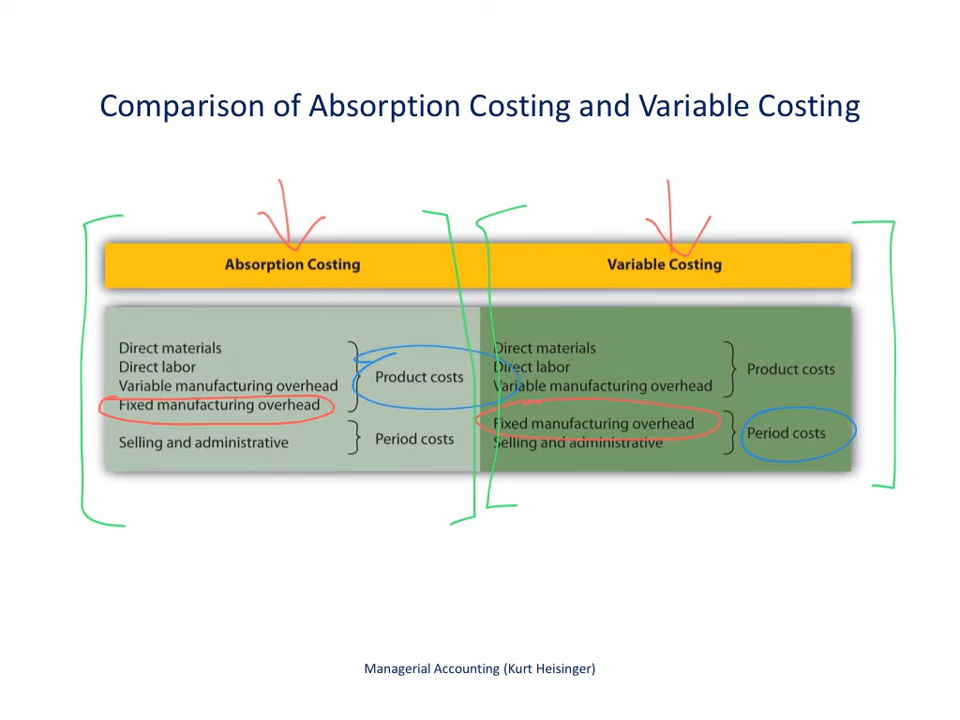 Comparison of Absorption Costing and Variable Costing
Absorption Costing
Direct materials
Direct labor
Variable manufacturing overhead
Fixed manufacturing overhead
Product costs
Selling and administrative
Period costs
Variable Costing
Direct materials
Direct labor
Variable manufacturing overhead
Product costs
Fixed manufacturing overhead
Selling and administrative
Period costs
Managerial Accounting (Kurt Heisinger)